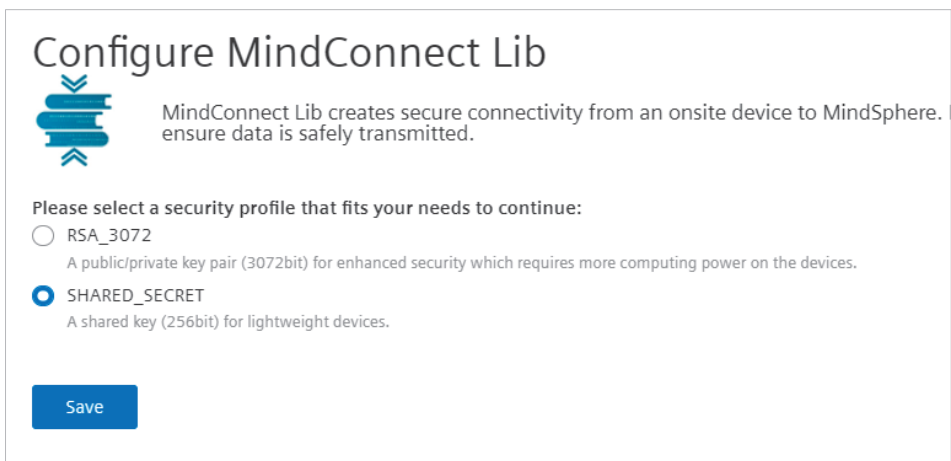 Configure MindConnect Lib
MindConnect Lib creates secure connectivity from an onsite device to MindSphere.
ensure data is safely transmitted.
Please select a security profile that fits your needs to continue:
RSA_3072
A public/private key pair (3072bit) for enhanced security which requires more computing power on the devices.
SHARED_SECRET
A shared key (256bit) for lightweight devices.
Save